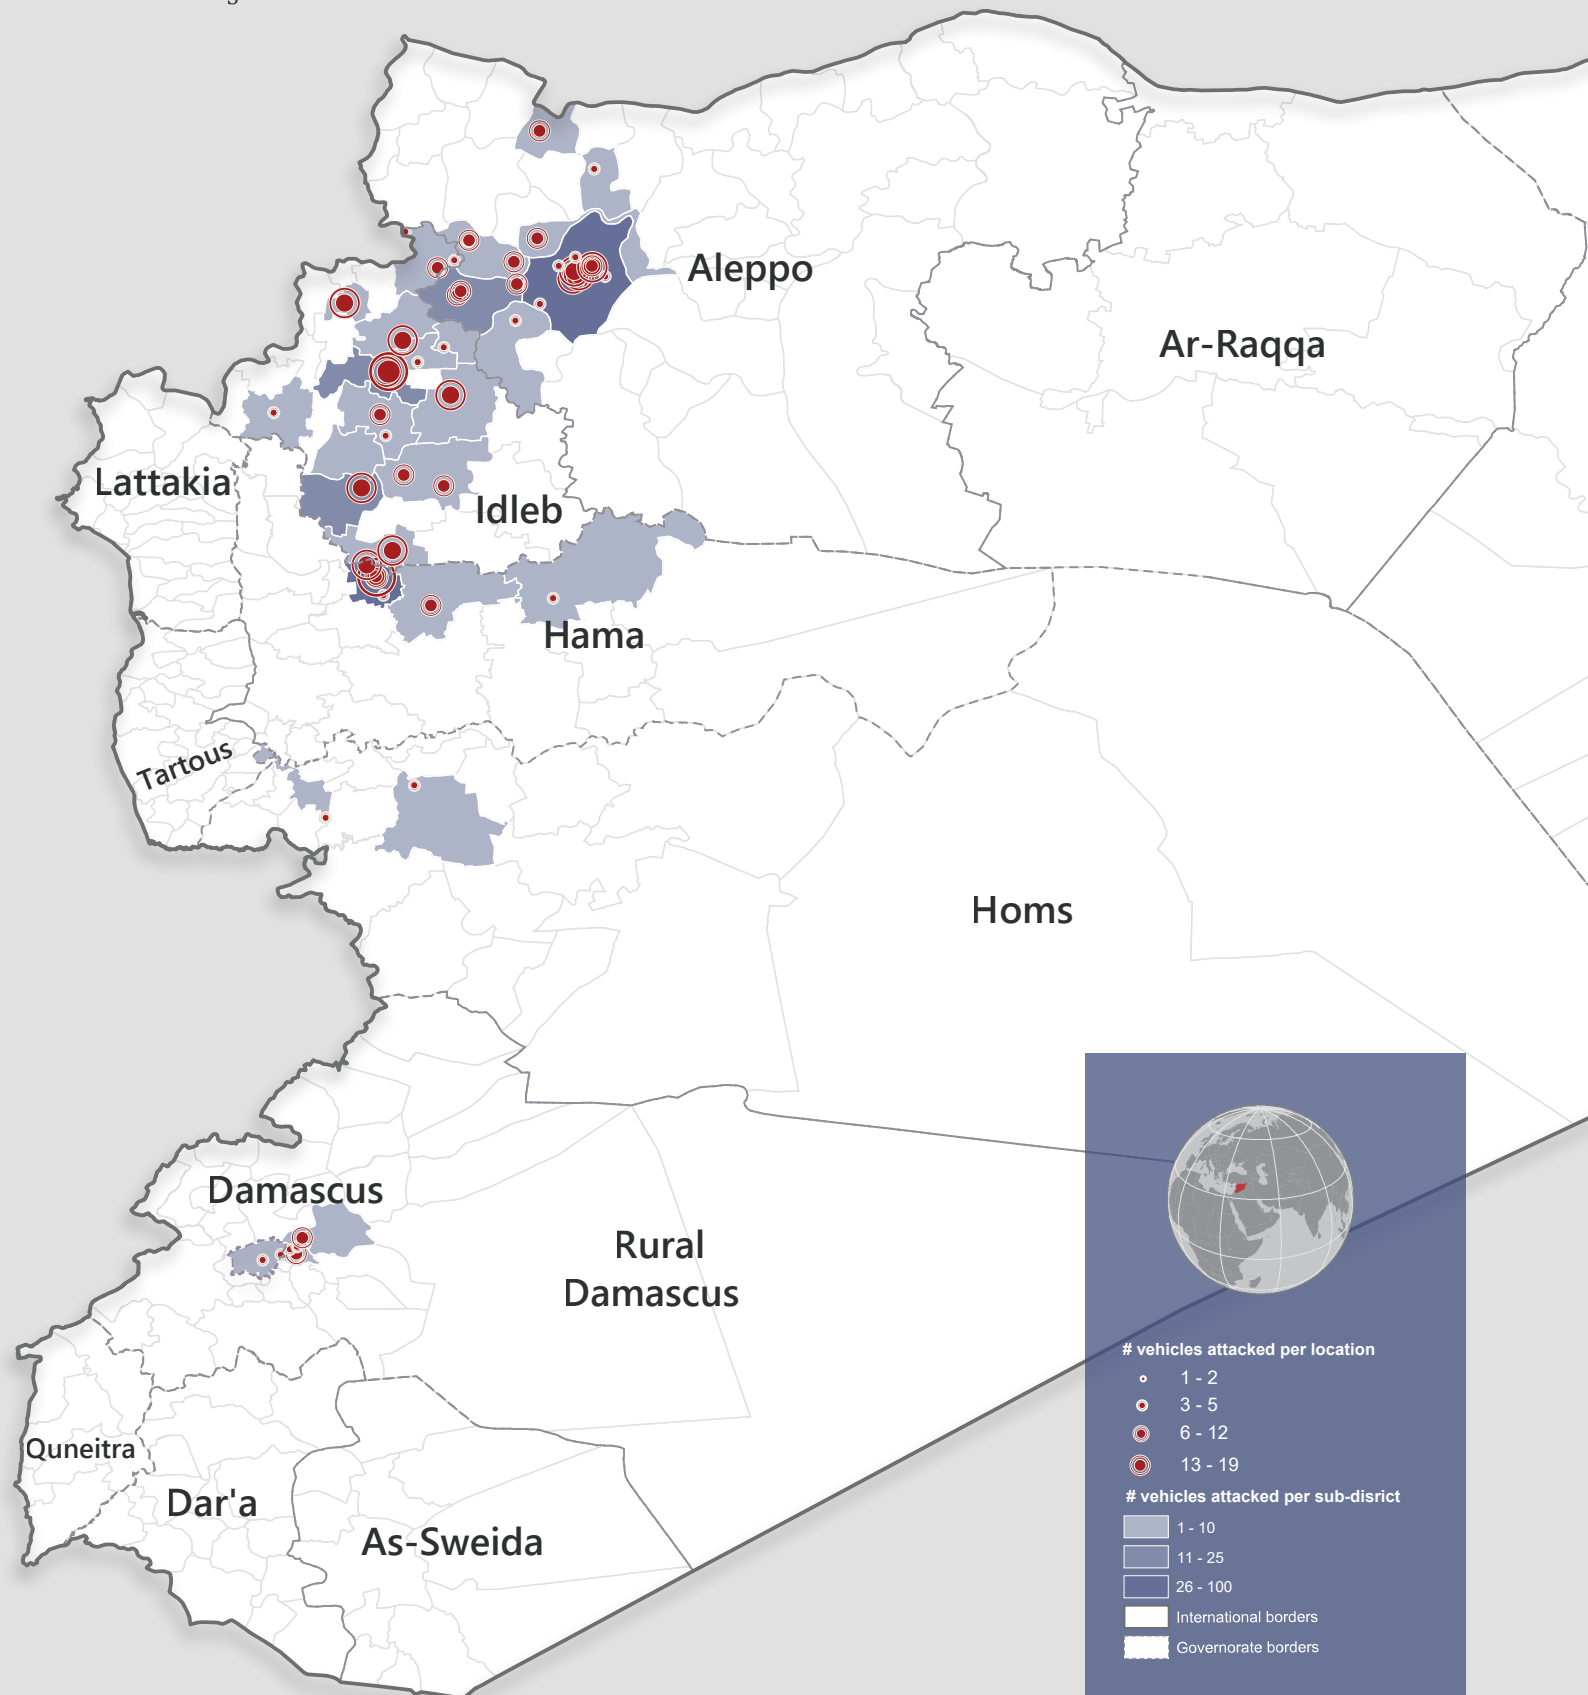 Aleppo
Ar-Raqqa
Lattakia
Idleb
Hama
Tartous
Homs
Damascus
Rural
Damascus
Quneitra
Dar'a
As-Sweida
# vehicles attacked per location
1 - 2
3 - 5
6 - 12
13 - 19
# vehicles attacked per sub-disrict
1 - 10
11 - 25
26 - 100
International borders
Governorate borders